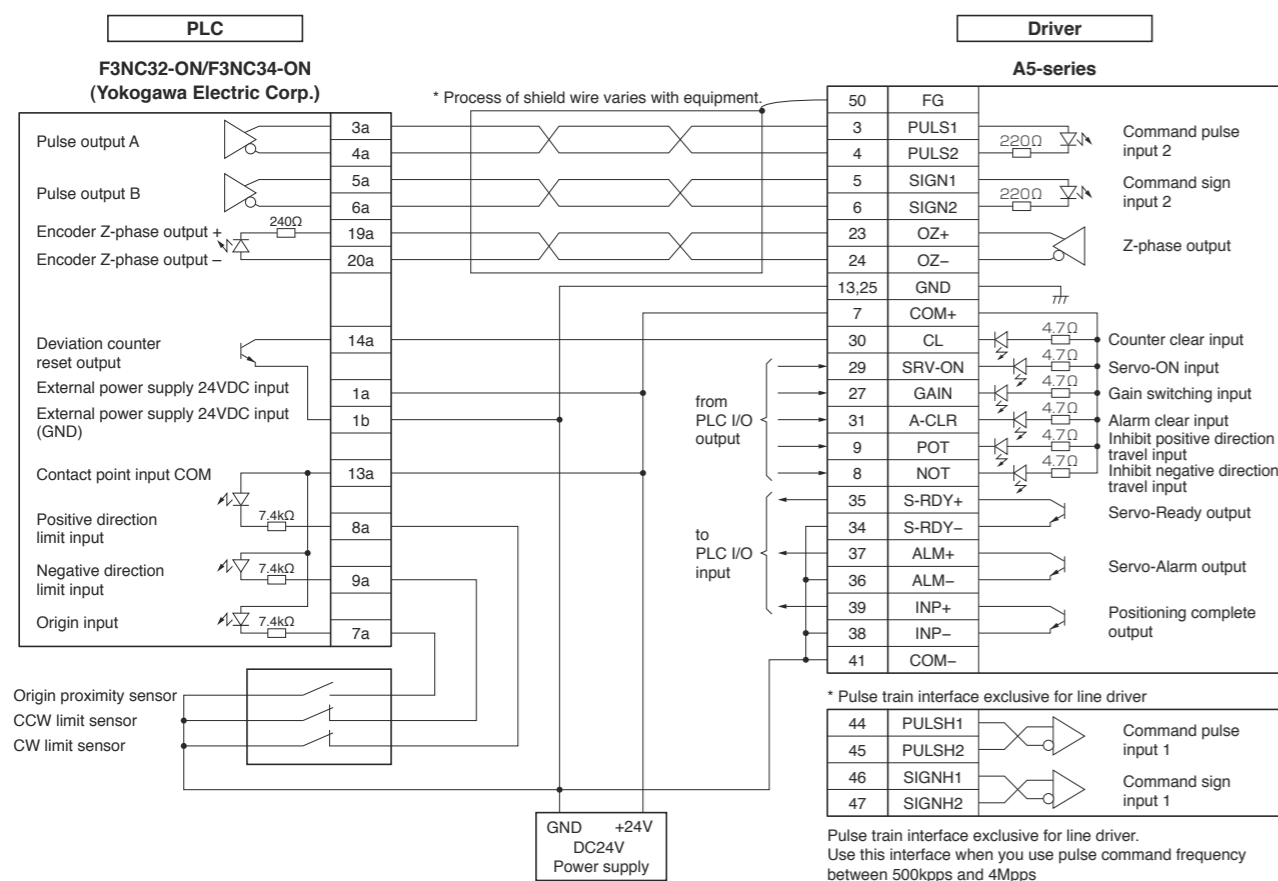 PLC
F3NC32-ON/F3NC34-ON
(Yokogawa Electric Corp.)
Pulse output A
3a
4a
Pulse output B
5a
6a
240Ω
Encoder Z-phase output +
19a
Encoder Z-phase output –
20a
Deviation counter
reset output
14a
External power supply 24VDC input
1a
External power supply 24VDC input
(GND)
1b
Contact point input COM
13a
Positive direction
limit input
7.4kΩ
8a
Negative direction
limit input
7.4kΩ
9a
Origin input
7.4kΩ
7a
Origin proximity sensor
CCW limit sensor
CW limit sensor
* Process of shield wire varies with equipment.
from
PLC I/O
output
to
PLC I/O
input
GND +24V
DC24V
Power supply
Driver
A5-series
50 FG
3 PULS1
4 PULS2
220Ω
Command pulse
input 2
5 SIGN1
6 SIGN2
220Ω
Command sign
input 2
23 OZ+
24 OZ–
Z-phase output
13,25 GND
7 COM+
30 CL 4.7Ω Counter clear input
29 SRV-ON 4.7Ω Servo-ON input
27 GAIN 4.7Ω Gain switching input
31 A-CLR 4.7Ω Alarm clear input
9 POT 4.7Ω Inhibit positive direction
travel input
8 NOT 4.7Ω Inhibit negative direction
travel input
35 S-RDY+
34 S-RDY–
Servo-Ready output
37 ALM+
36 ALM–
Servo-Alarm output
39 INP+
38 INP–
Positioning complete
output
41 COM–
* Pulse train interface exclusive for line driver
44 PULSH1
45 PULSH2
Command pulse
input 1
46 SIGNH1
47 SIGNH2
Command sign
input 1
Pulse train interface exclusive for line driver.
Use this interface when you use pulse command frequency
between 500kpps and 4Mpps